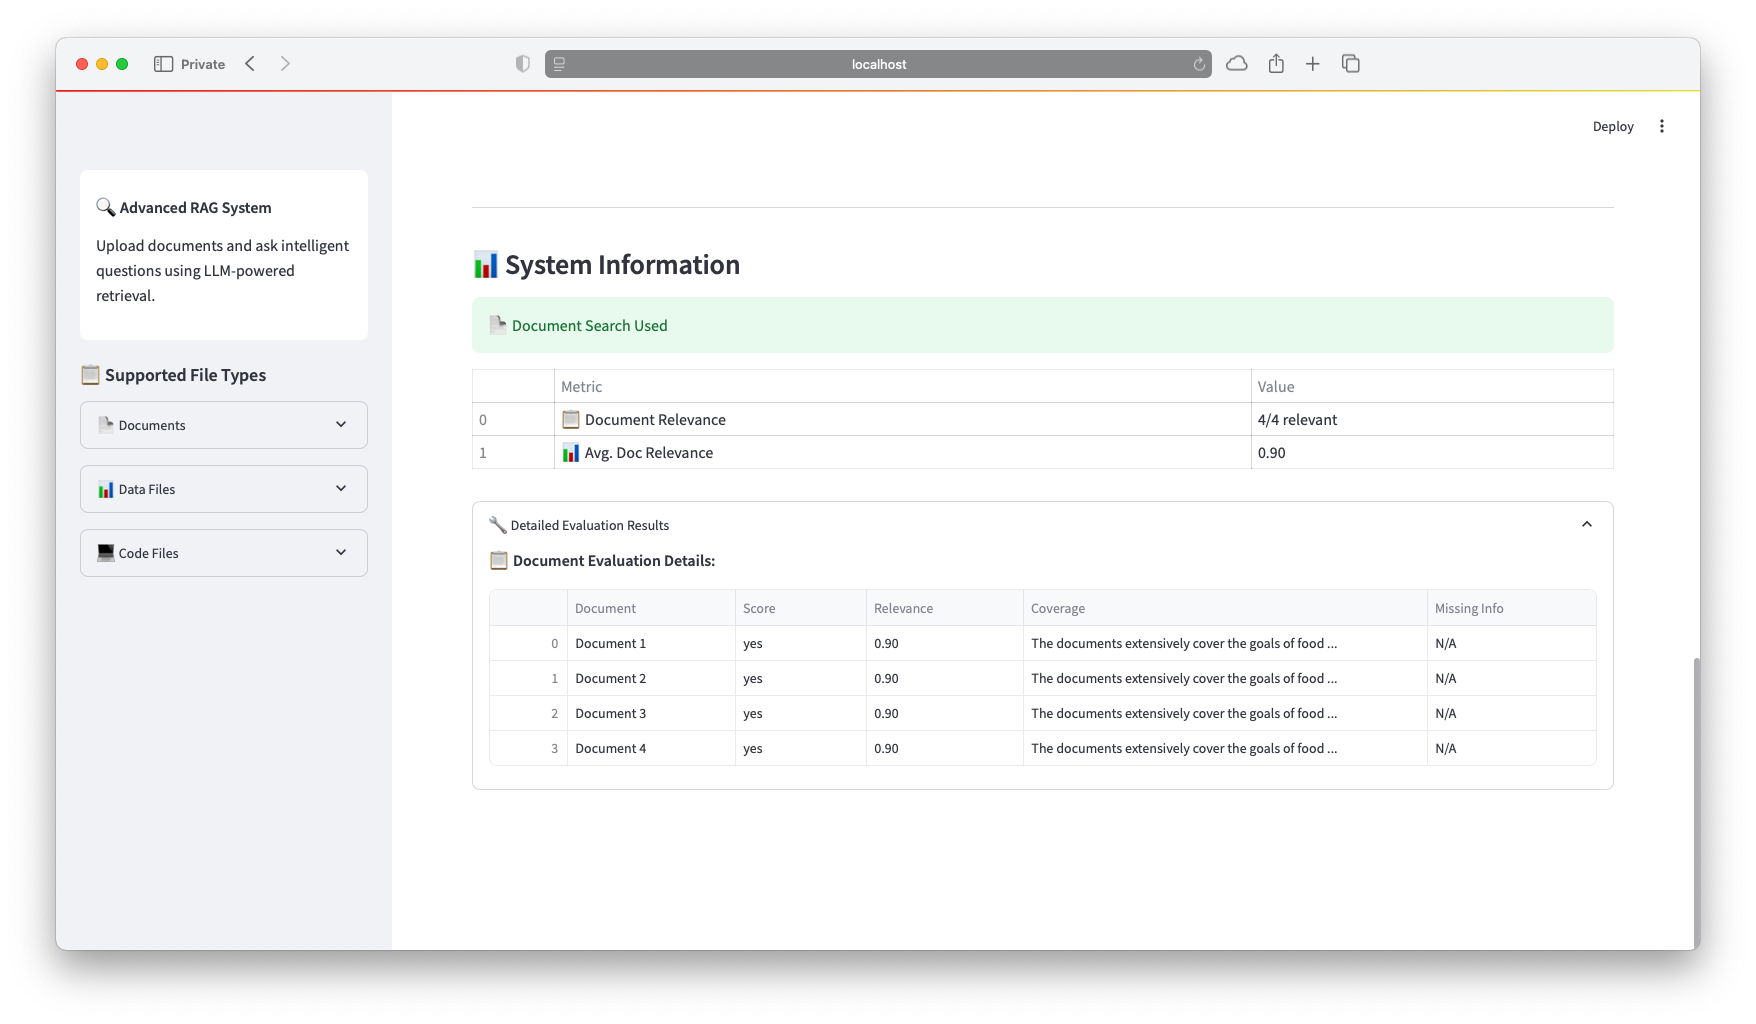 Private
localhost
Deploy
Advanced RAG System
Upload documents and ask intelligent
questions using LLM-powered
retrieval.
Supported File Types
Documents
Data Files
Code Files
System Information
Document Search Used
Metric Value
0 Document Relevance 4/4 relevant
1 Avg. Doc Relevance 0.90
Detailed Evaluation Results
Document Evaluation Details:
Document Score Relevance Coverage Missing Info
0 Document 1 yes 0.90 The documents extensively cover the goals of food ... N/A
1 Document 2 yes 0.90 The documents extensively cover the goals of food ... N/A
2 Document 3 yes 0.90 The documents extensively cover the goals of food ... N/A
3 Document 4 yes 0.90 The documents extensively cover the goals of food ... N/A